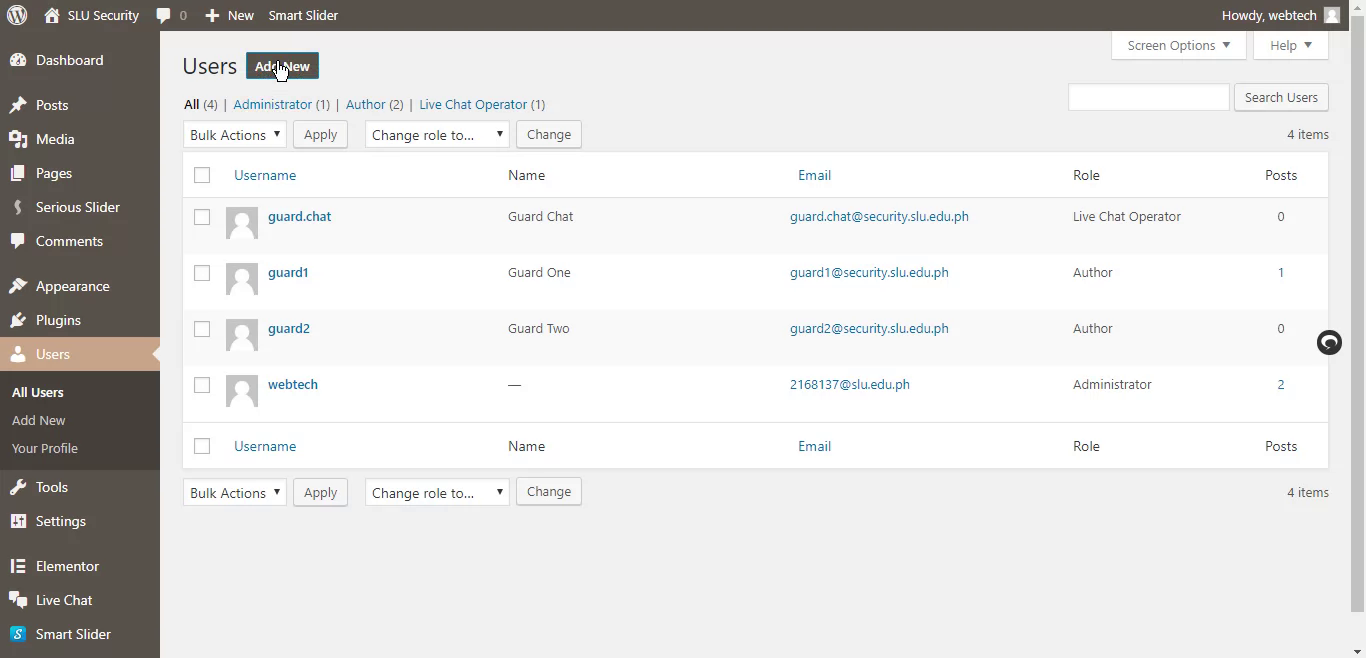 SLU Security 0 New Smart Slider Howdy, webtech
Screen Options ▼ Help ▼
Dashboard
Posts
Media
Pages
Serious Slider
Comments
Appearance
Plugins
Users
All Users
Add New
Your Profile
Tools
Settings
Elementor
Live Chat
Smart Slider
Users Add New
All (4) | Administrator (1) | Author (2) | Live Chat Operator (1)
Search Users
Bulk Actions ▼ Apply Change role to... ▼ Change 4 items
Username Name Email Role Posts
guard.chat Guard Chat guard.chat@security.slu.edu.ph Live Chat Operator 0
guard1 Guard One guard1@security.slu.edu.ph Author 1
guard2 Guard Two guard2@security.slu.edu.ph Author 0
webtech — 2168137@slu.edu.ph Administrator 2
Username Name Email Role Posts
Bulk Actions ▼ Apply Change role to... ▼ Change 4 items